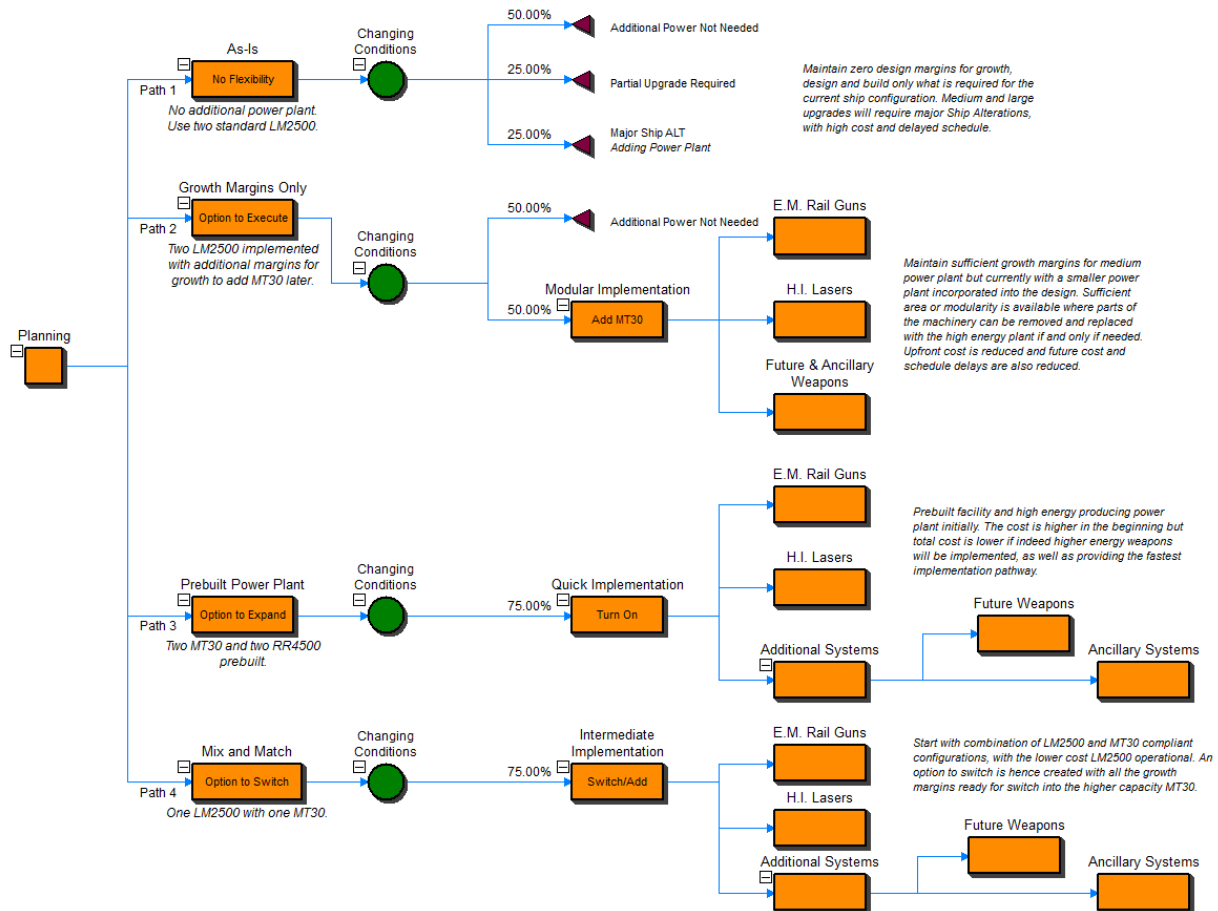 Planning
Path 1
As-Is
No Flexibility
No additional power plant.
Use two standard LM2500.
Changing
Conditions
50.00%
Additional Power Not Needed
25.00%
Partial Upgrade Required
25.00%
Major Ship ALT
Adding Power Plant
Maintain zero design margins for growth,
design and build only what is required for the
current ship configuration. Medium and large
upgrades will require major Ship Alterations,
with high cost and delayed schedule.
Path 2
Growth Margins Only
Option to Execute
Two LM2500 implemented
with additional margins for
growth to add MT30 later.
Changing
Conditions
50.00%
Additional Power Not Needed
50.00%
Modular Implementation
Add MT30
E.M. Rail Guns
H.I. Lasers
Future & Ancillary
Weapons
Maintain sufficient growth margins for medium
power plant but currently with a smaller power
plant incorporated into the design. Sufficient
area or modularity is available where parts of
the machinery can be removed and replaced
with the high energy plant if and only if needed.
Upfront cost is reduced and future cost and
schedule delays are also reduced.
Path 3
Prebuilt Power Plant
Option to Expand
Two MT30 and two RR4500
prebuilt.
Changing
Conditions
75.00%
Quick Implementation
Turn On
E.M. Rail Guns
H.I. Lasers
Additional Systems
Future Weapons
Ancillary Systems
Prebuilt facility and high energy producing power
plant initially. The cost is higher in the beginning but
total cost is lower if indeed higher energy weapons
will be implemented, as well as providing the fastest
implementation pathway.
Path 4
Mix and Match
Option to Switch
One LM2500 with one MT30.
Changing
Conditions
75.00%
Intermediate
Implementation
Switch/Add
E.M. Rail Guns
H.I. Lasers
Additional Systems
Future Weapons
Ancillary Systems
Start with combination of LM2500 and MT30 compliant
configurations, with the lower cost LM2500 operational. An
option to switch is hence created with all the growth
margins ready for switch into the higher capacity MT30.